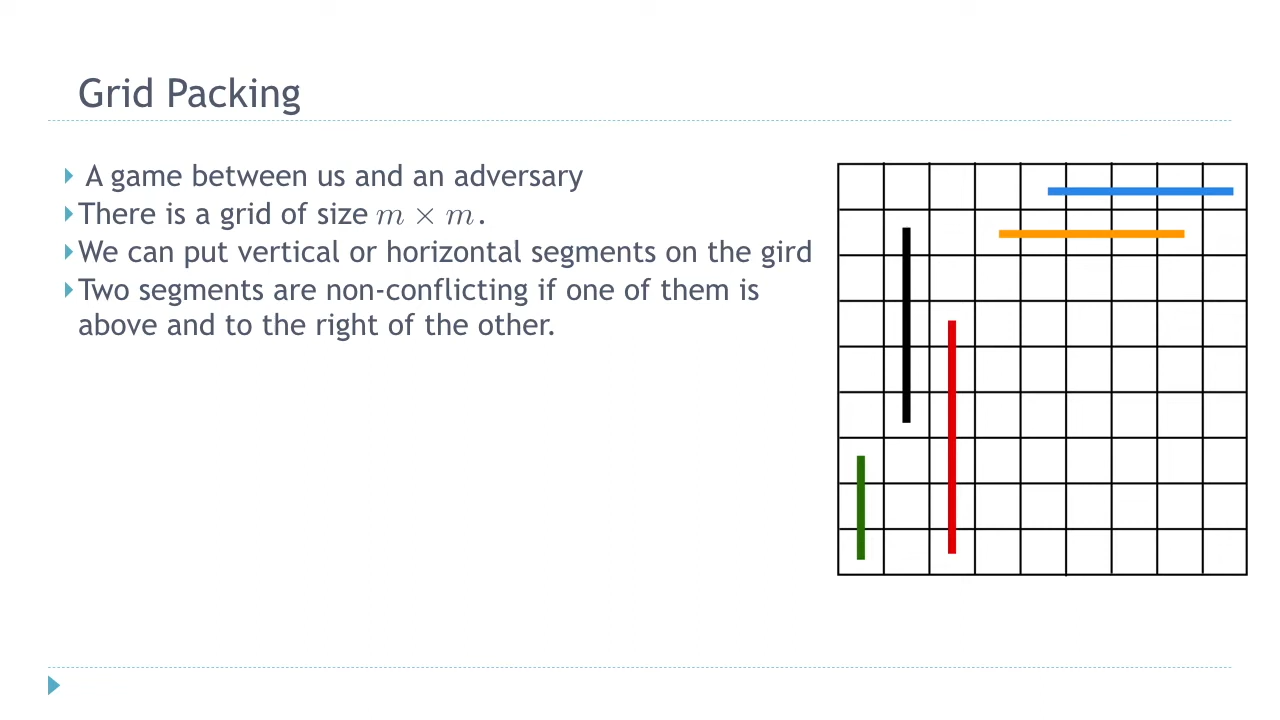 Grid Packing
A game between us and an adversary
There is a grid of size m × m.
We can put vertical or horizontal segments on the gird
Two segments are non-conflicting if one of them is
above and to the right of the other.